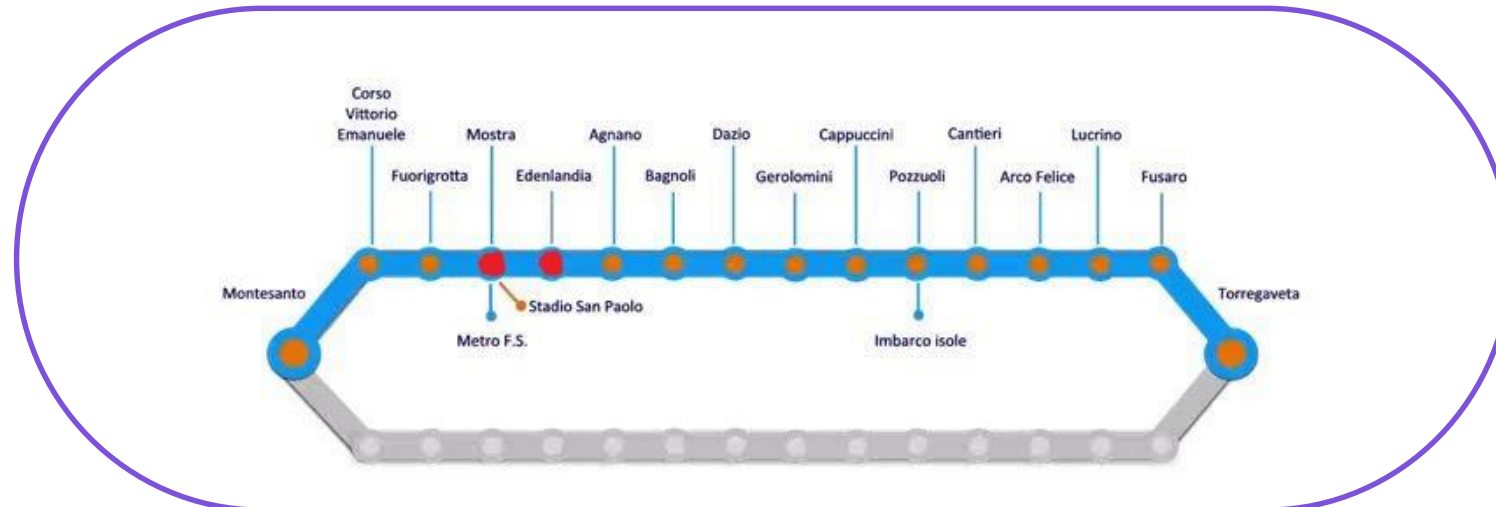 Corso
Vittorio
Emanuele
Mostra
Agnano
Dazio
Cappuccini
Cantieri
Lucrino
Fuorigrotta
Edenlandia
Bagnoli
Gerolomini
Pozzuoli
Arco Felice
Fusaro
Montesanto
Torregaveta
Stadio San Paolo
Metro F.S.
Imbarco isole